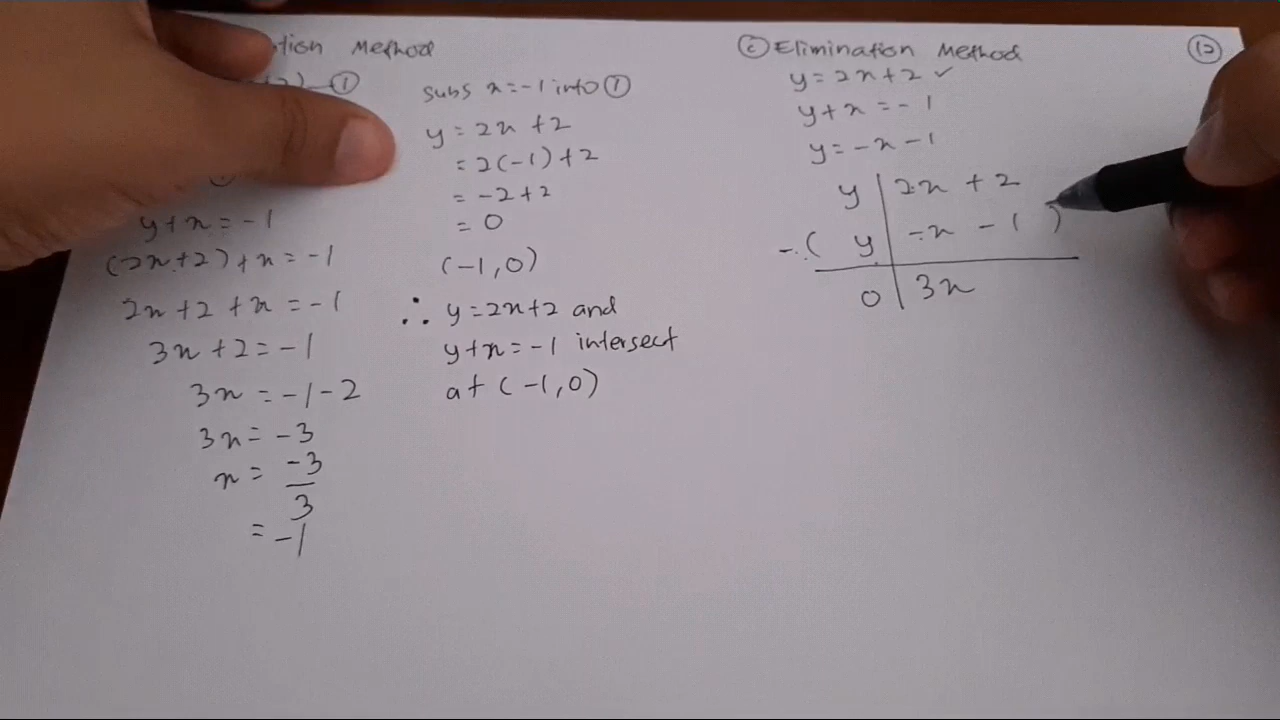 tion Method
①
y+x = -1
(2x+2) + x = -1
2x+2 + x = -1
3x+2 = -1
3x = -1-2
3x = -3
x = -3/3
= -1
subs x = -1 into ①
y = 2x +2
= 2(-1)+2
= -2+2
= 0
(-1,0)
∴ y=2x+2 and
y+x = -1 intersect
at (-1,0)
ⓒ Elimination Method
⑫
y = 2x+2 ✓
y+x = -1
y = -x -1
y | 2x + 2
-( y | -x - 1 )
0 | 3x